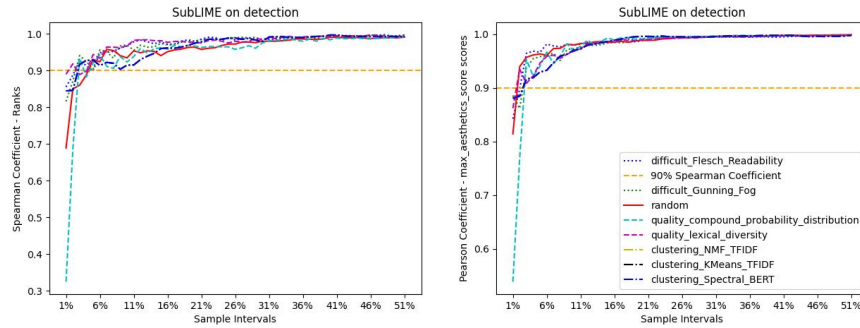 SubLIME on detection
Spearman Coefficient - Ranks
1.0
0.9
0.8
0.7
0.6
0.5
0.4
0.3
1% 6% 11% 16% 21% 26% 31% 36% 41% 46% 51%
Sample Intervals
SubLIME on detection
Pearson Coefficient - max_aesthetics_score scores
1.0
0.9
0.8
0.7
0.6
difficult_Flesch_Readability
90% Spearman Coefficient
difficult_Gunning_Fog
random
quality_compound_probability_distribution
quality_lexical_diversity
clustering_NMF_TFIDF
clustering_KMeans_TFIDF
clustering_Spectral_BERT
1% 6% 11% 16% 21% 26% 31% 36% 41% 46% 51%
Sample Intervals